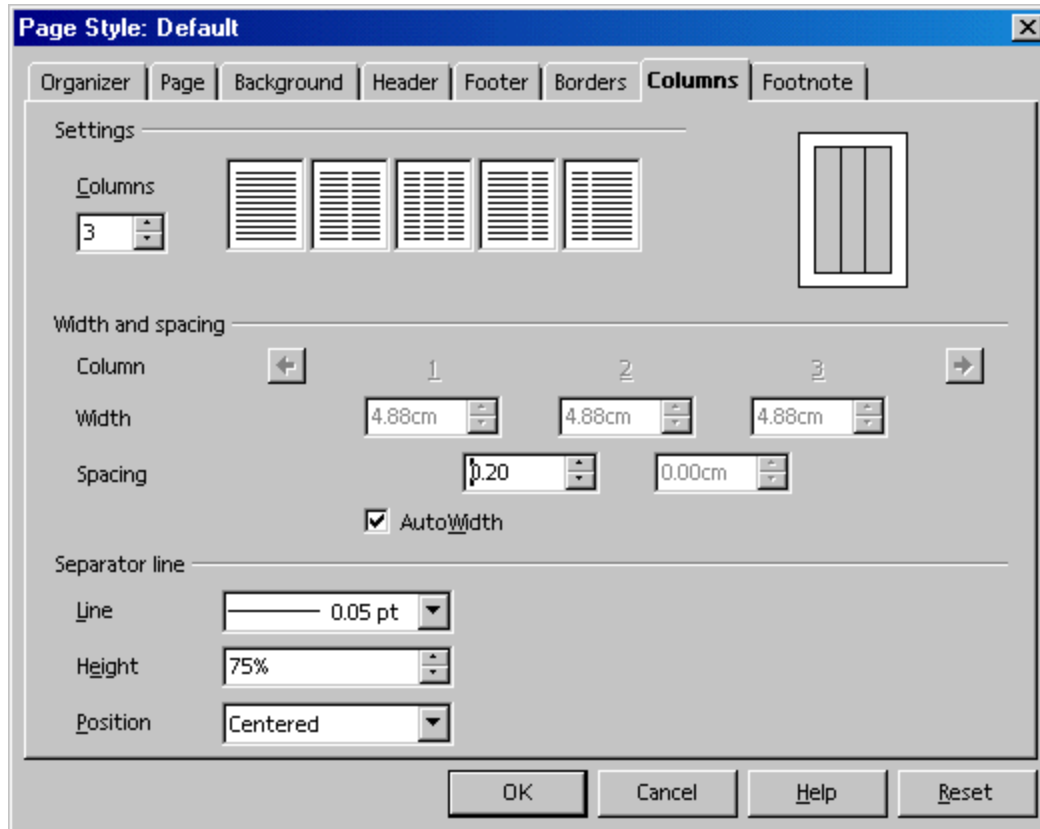 Page Style: Default
Organizer Page Background Header Footer Borders Columns Footnote
Settings
Columns
3
Width and spacing
Column 1 2 3
Width 4.88cm 4.88cm 4.88cm
Spacing 0.20 0.00cm
AutoWidth
Separator line
Line 0.05 pt
Height 75%
Position Centered
OK Cancel Help Reset